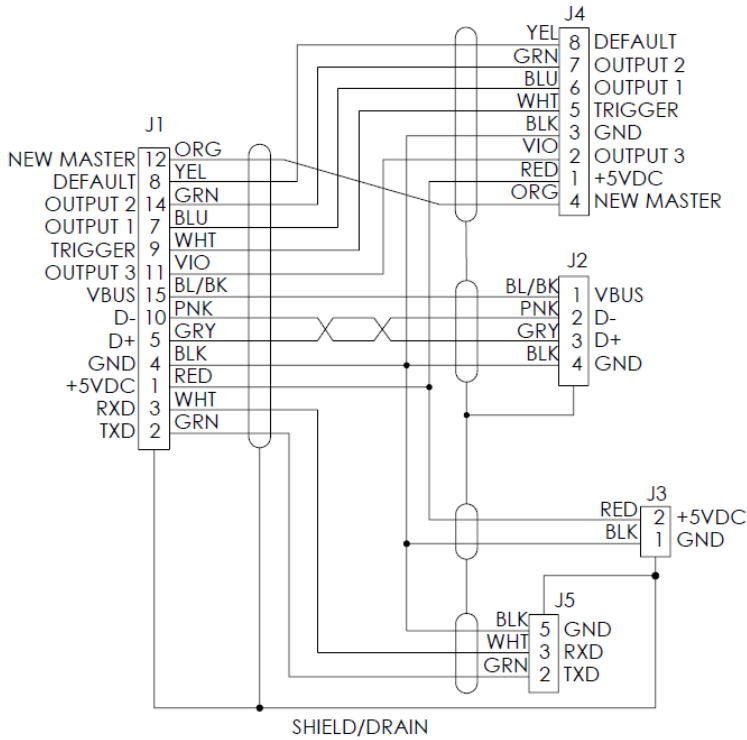 J4
YEL 8 DEFAULT
GRN 7 OUTPUT 2
BLU 6 OUTPUT 1
WHT 5 TRIGGER
BLK 3 GND
VIO 2 OUTPUT 3
RED 1 +5VDC
ORG 4 NEW MASTER
J1
NEW MASTER 12 ORG
DEFAULT 8 YEL
OUTPUT 2 14 GRN
OUTPUT 1 7 BLU
TRIGGER 9 WHT
OUTPUT 3 11 VIO
VBUS 15 BL/BK
D- 10 PNK
D+ 5 GRY
GND 4 BLK
+5VDC 1 RED
RXD 3 WHT
TXD 2 GRN
J2
BL/BK 1 VBUS
PNK 2 D-
GRY 3 D+
BLK 4 GND
J3
RED 2 +5VDC
BLK 1 GND
J5
BLK 5 GND
WHT 3 RXD
GRN 2 TXD
SHIELD/DRAIN